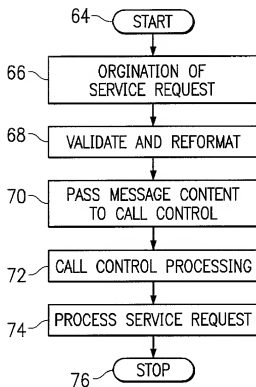 64
START
66
ORGINATION OF
SERVICE REQUEST
68
VALIDATE AND REFORMAT
70
PASS MESSAGE CONTENT
TO CALL CONTROL
72
CALL CONTROL PROCESSING
74
PROCESS SERVICE REQUEST
76
STOP